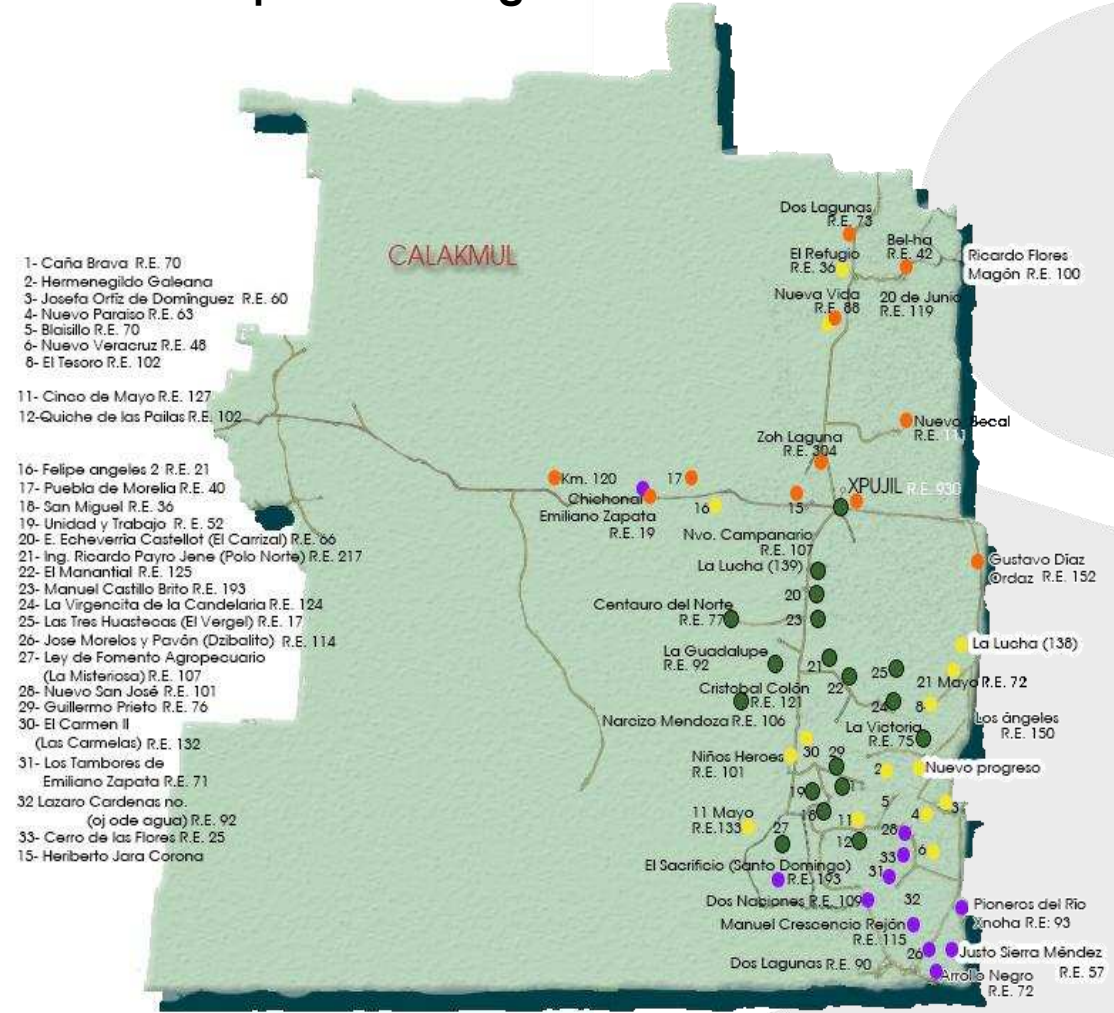 1- Caña Brava R.E. 70
2- Hermenegildo Galeana
3- Josefa Ortíz de Domínguez R.E. 60
4- Nuevo Paraiso R.E. 63
5- Blaisillo R.E. 70
6- Nuevo Veracruz R.E. 48
8- El Tesoro R.E. 102
11- Cinco de Mayo R.E. 127
12-Quiche de las Pailas R.E. 102
16- Felipe angeles 2 R.E. 21
17- Puebla de Morelia R.E. 40
18- San Miguel R.E. 36
19- Unidad y Trabajo R. E. 52
20- E. Echeverria Castellot (El Carrizal) R.E. 66
21- Ing. Ricardo Payro Jene (Polo Norte) R.E. 217
22- El Manantial R.E. 125
23- Manuel Castillo Brito R.E. 193
24- La Virgencita de la Candelaria R.E. 124
25- Las Tres Huastecas (El Vergel) R.E. 17
26- Jose Morelos y Pavón (Dzibalito) R.E. 114
27- Ley de Fomento Agropecuario
(La Misteriosa) R.E. 107
28- Nuevo San José R.E. 101
29- Guillermo Prieto R.E. 76
30- El Carmen II
(Las Carmelas) R.E. 132
31- Los Tambores de
Emiliano Zapata R.E. 71
32 Lazaro Cardenas no.
(oj ode agua) R.E. 92
33- Cerro de las Flores R.E. 25
15- Heriberto Jara Corona
CALAKMUL
Dos Lagunas
R.E. 73
El Refugio
R.E. 36
Bel-ha
R.E. 42
Ricardo Flores
Magón R.E. 100
Nueva Vida
R.E. 88
20 de Junio
R.E. 119
Nuevo Becal
R.E. 111
Zoh Laguna
R.E. 304
Km. 120
17
Chichonal
Emiliano Zapata
R.E. 19
16
15
XPUJIL R.E. 930
Nvo. Campanario
R.E. 107
La Lucha (139)
Gustavo Díaz
Ordaz R.E. 152
20
Centauro del Norte
R.E. 77
23
La Lucha (138)
La Guadalupe
R.E. 92
21
25
22
21 Mayo R.E. 72
Cristobal Colón
R.E. 121
24
8
Narcizo Mendoza R.E. 106
La Victoria
R.E. 75
Los ángeles
R.E. 150
Niños Heroes
R.E. 101
30
29
2
Nuevo progreso
19
1
5
3
11 Mayo
R.E.133
18
11
4
27
12
28
6
33
El Sacrificio (Santo Domingo)
R.E. 193
31
Dos Naciones R.E. 109
32
Pioneros del Río
Xnoha R.E: 93
Manuel Crescencio Rejón
R.E. 115
26
Justo Sierra Méndez
R.E. 57
Dos Lagunas R.E. 90
Arrollo Negro
R.E. 72